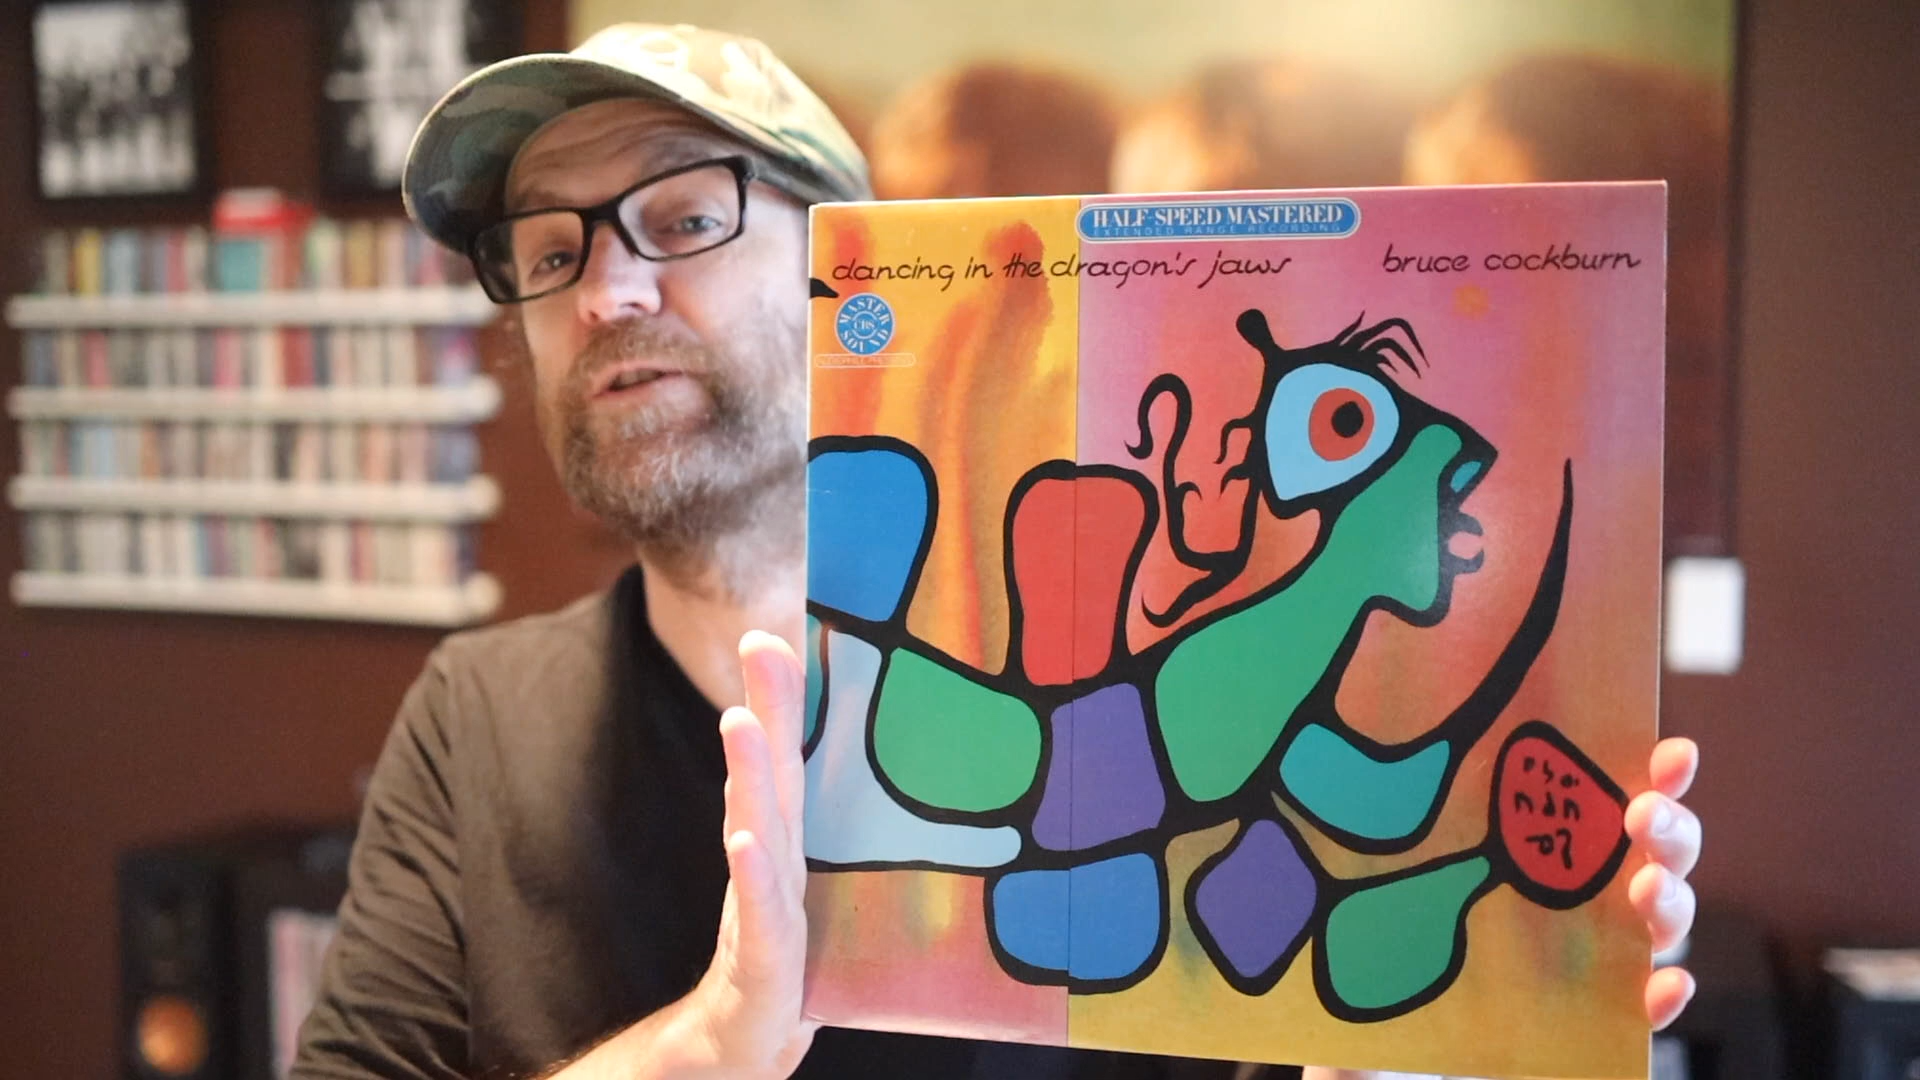 HALF-SPEED MASTERED
EXTENDED RANGE RECORDING
dancing in the dragon's jaws
bruce cockburn
MASTER
CBS
SOUND